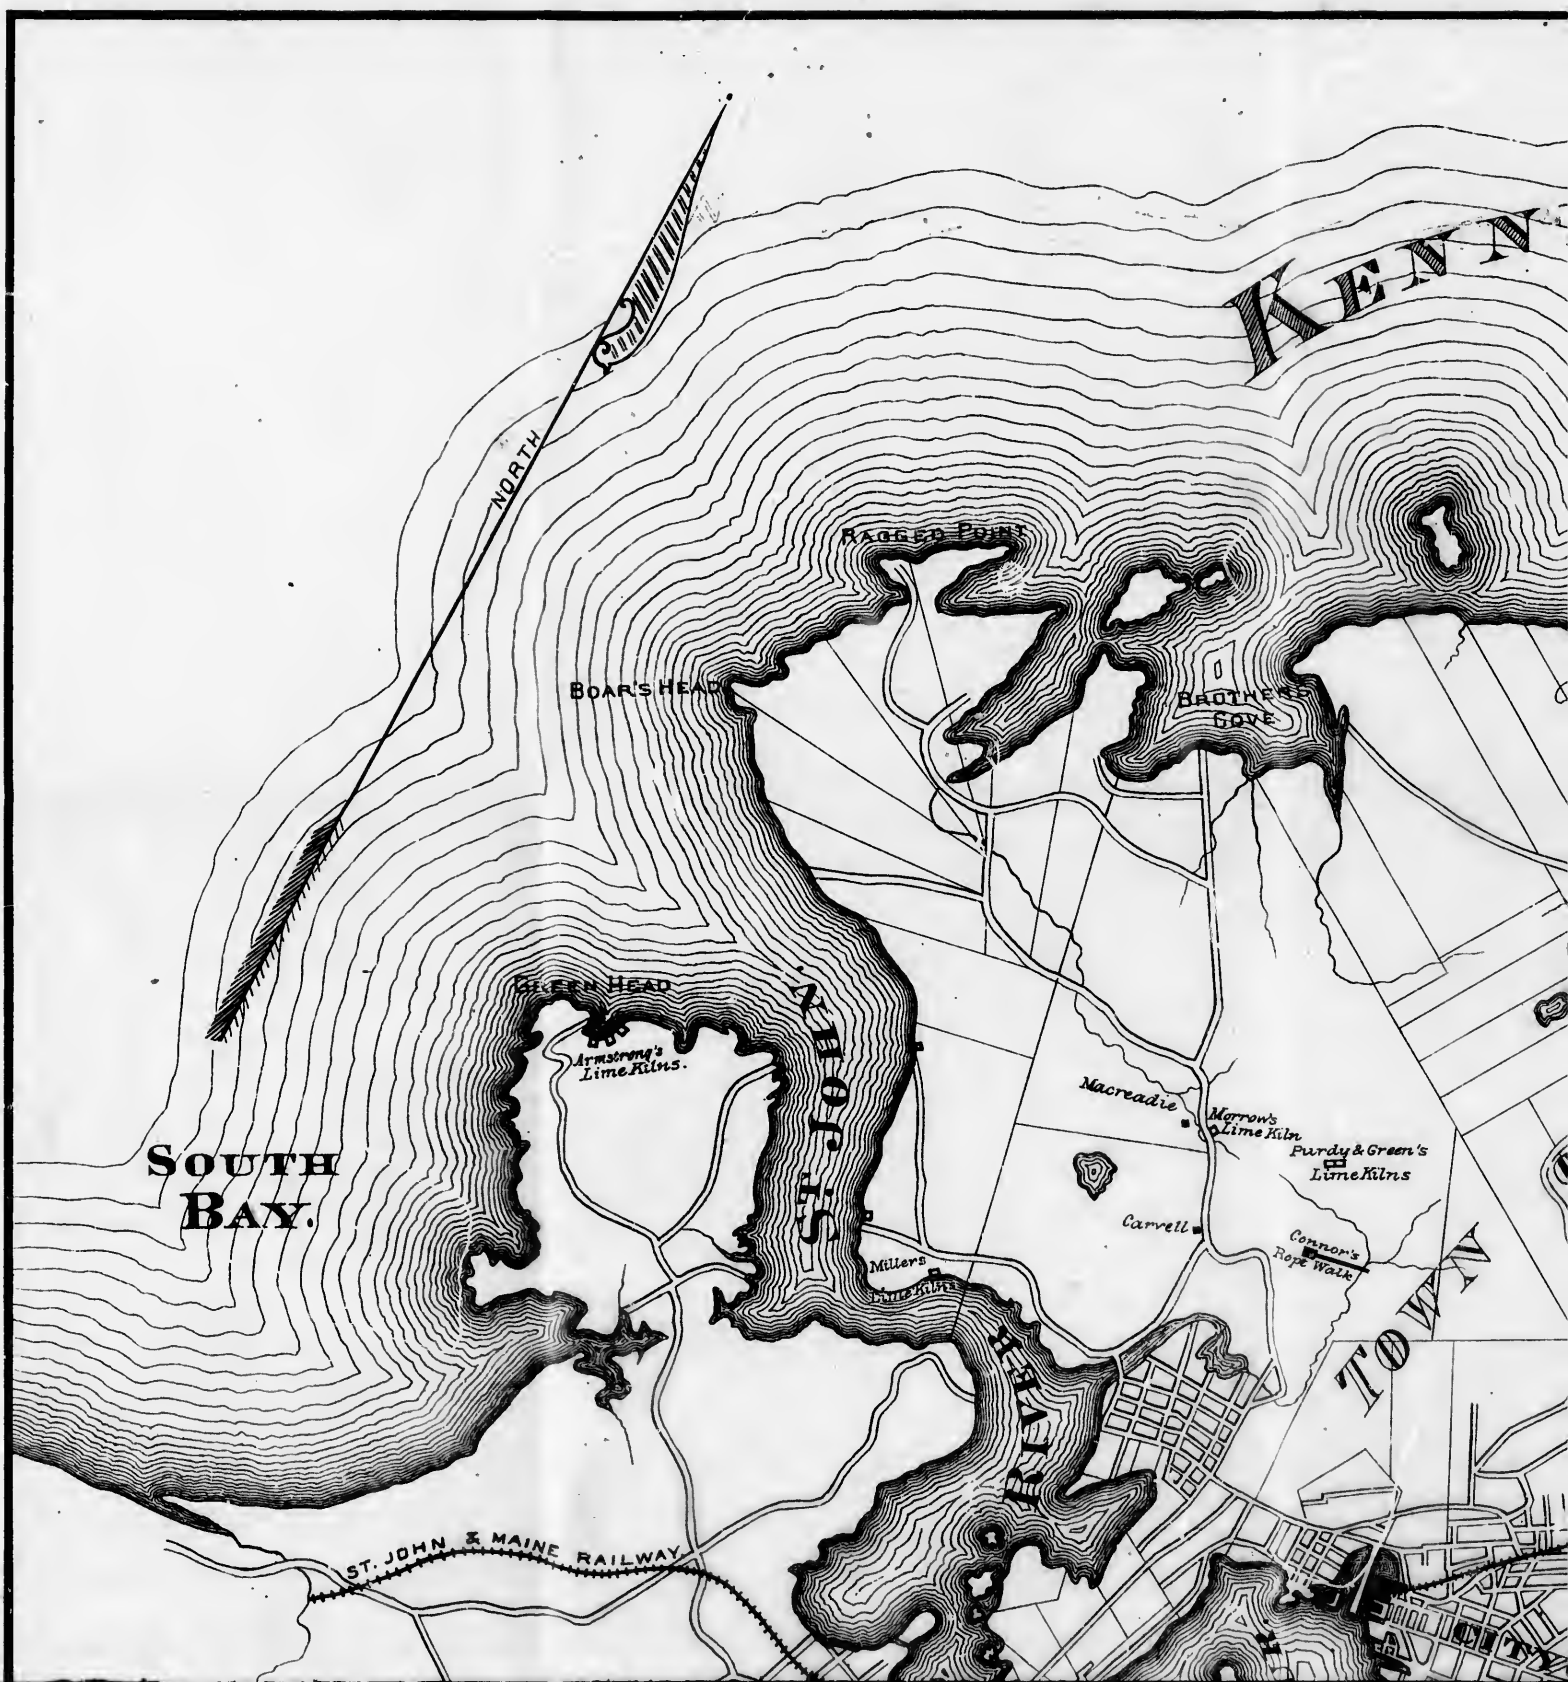 KENN
NORTH
RAGGED POINT
BOAR'S HEAD
BROTHERS
COVE
GREEN HEAD
Armstrong's
Lime Kilns.
ST. JOHN
Macreadie
Morrow's
Lime Kiln
Purdy & Green's
Lime Kilns
SOUTH
BAY.
Carvell
Connor's
Rope Walk
Millers
Lime Kilns
TOWN
RIVER
ST. JOHN & MAINE RAILWAY
CITY